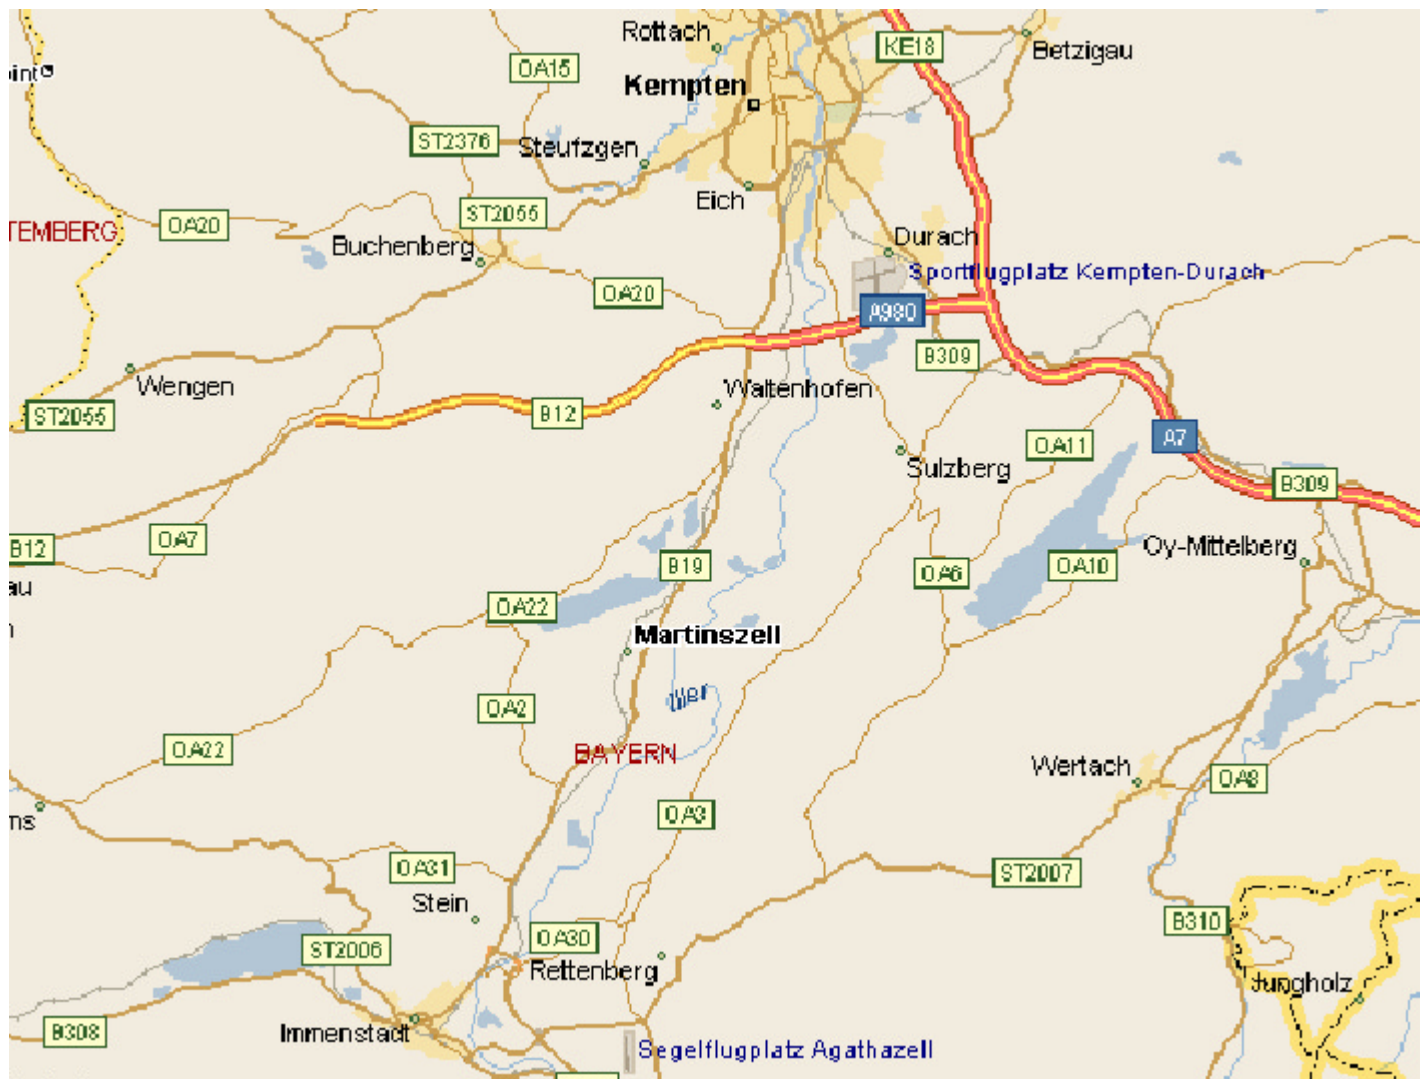 Rottach
KE18
Betzigau
OA15
Kempten
ST2376
Steufzgen
Eich
ST2055
OA20
TEMBERG
Buchenberg
Durach
Sportflugplatz Kempten-Durach
OA20
A980
B309
Wengen
Waltenhofen
ST2055
B12
A7
OA11
Sulzberg
B309
B12
OA7
Oy-Mittelberg
B19
OA6
OA10
au
OA22
Martinszell
Iller
OA2
OA22
BAYERN
Wertach
OA8
ms
OA3
OA31
ST2007
Stein
B310
OA30
ST2006
Rettenberg
Jungholz
B308
Immenstadt
Segelflugplatz Agathazell